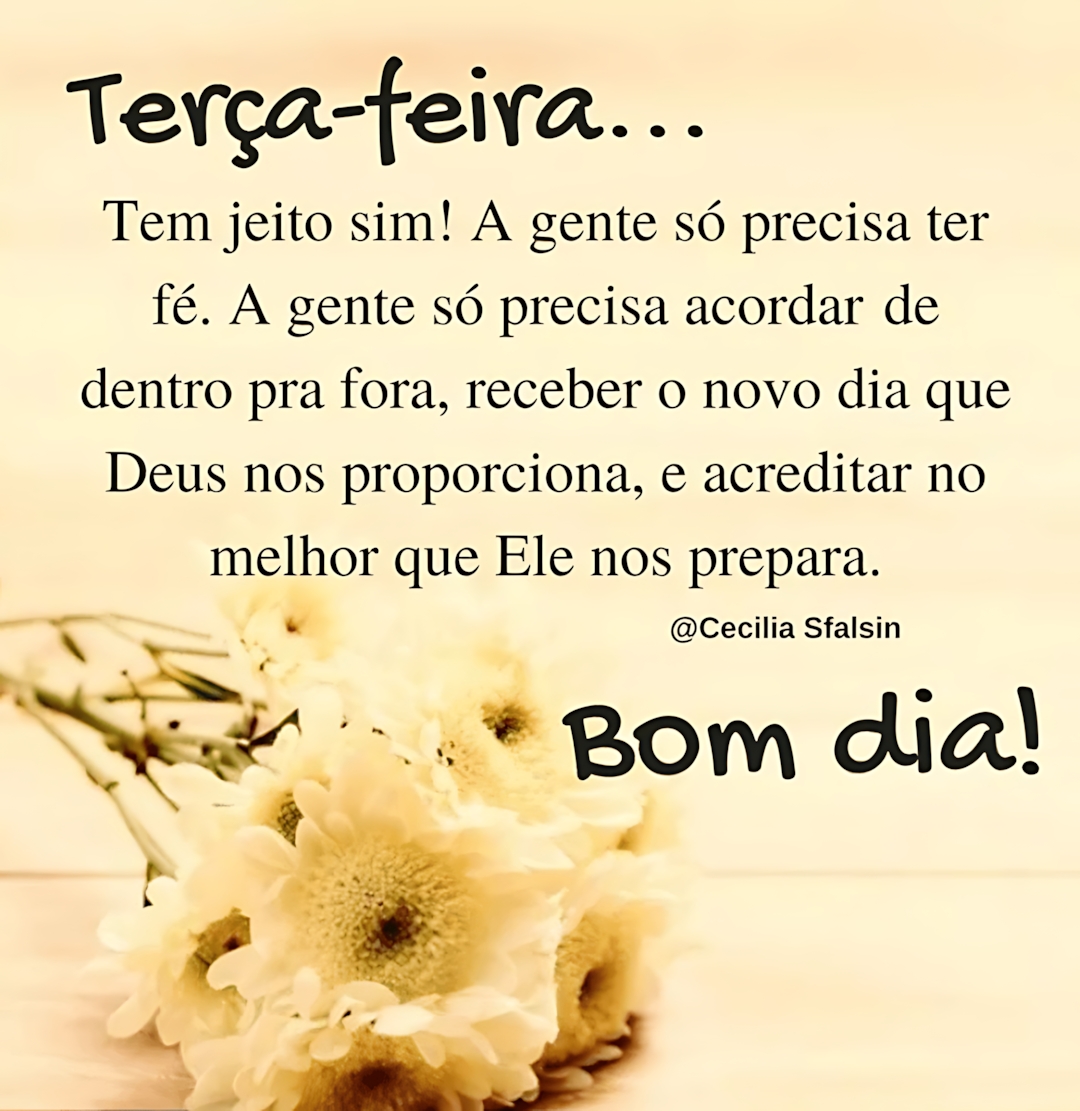 Terça-feira...
Tem jeito sim! A gente só precisa ter
fé. A gente só precisa acordar de
dentro pra fora, receber o novo dia que
Deus nos proporciona, e acreditar no
melhor que Ele nos prepara.
@Cecilia Sfalsin
Bom dia!